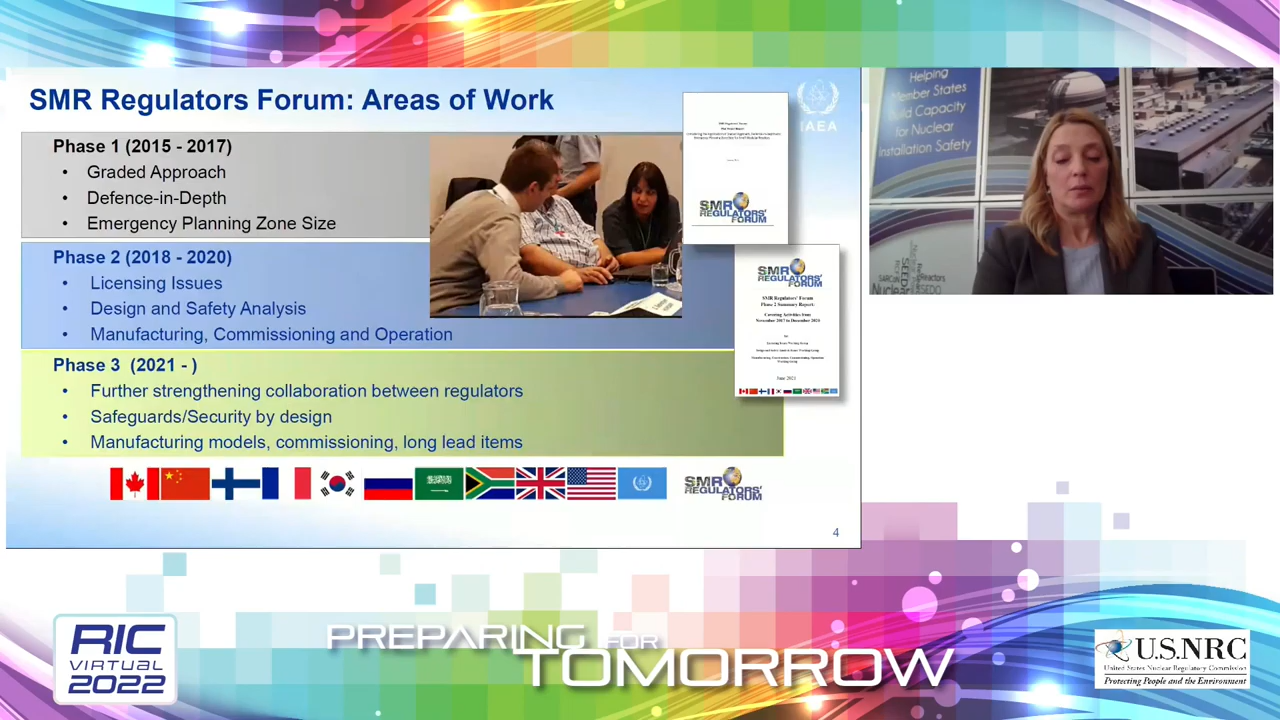 SMR Regulators Forum: Areas of Work
IAEA
Phase 1 (2015 - 2017)
• Graded Approach
• Defence-in-Depth
• Emergency Planning Zone Size
Phase 2 (2018 - 2020)
• Licensing Issues
• Design and Safety Analysis
• Manufacturing, Commissioning and Operation
Phase 3 (2021 - )
• Further strengthening collaboration between regulators
• Safeguards/Security by design
• Manufacturing models, commissioning, long lead items
SMR
REGULATORS'
FORUM
SMR
REGULATORS'
FORUM
SMR Regulators' Forum
Phase 2 Summary Report:
Covering Activities from
November 2017 to December 2020
June 2021
SMR
REGULATORS'
FORUM
4
Helping
Member States
Build Capacity
for Nuclear
Installation Safety
RIC
VIRTUAL
2022
PREPARING FOR
TOMORROW
U.S.NRC
United States Nuclear Regulatory Commission
Protecting People and the Environment